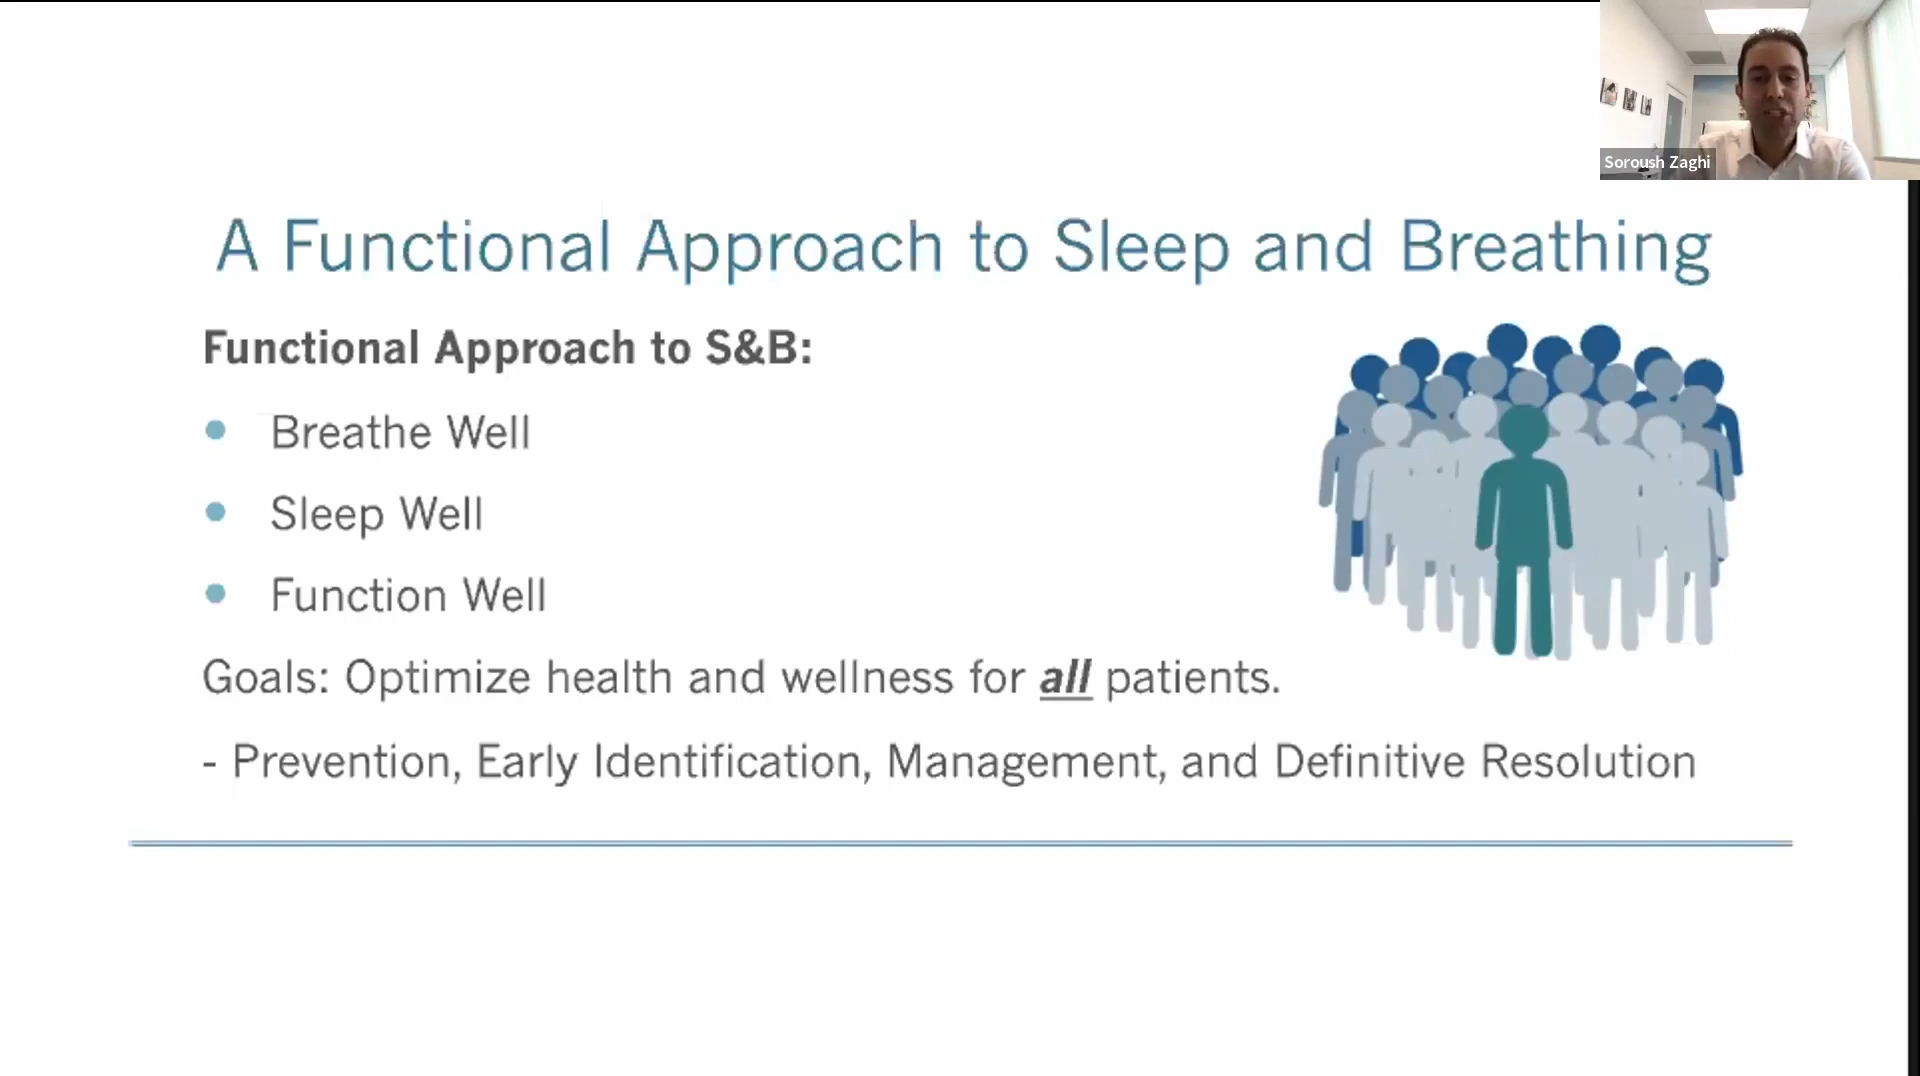 Soroush Zaghi
A Functional Approach to Sleep and Breathing
Functional Approach to S&B:
• Breathe Well
• Sleep Well
• Function Well
Goals: Optimize health and wellness for all patients.
- Prevention, Early Identification, Management, and Definitive Resolution